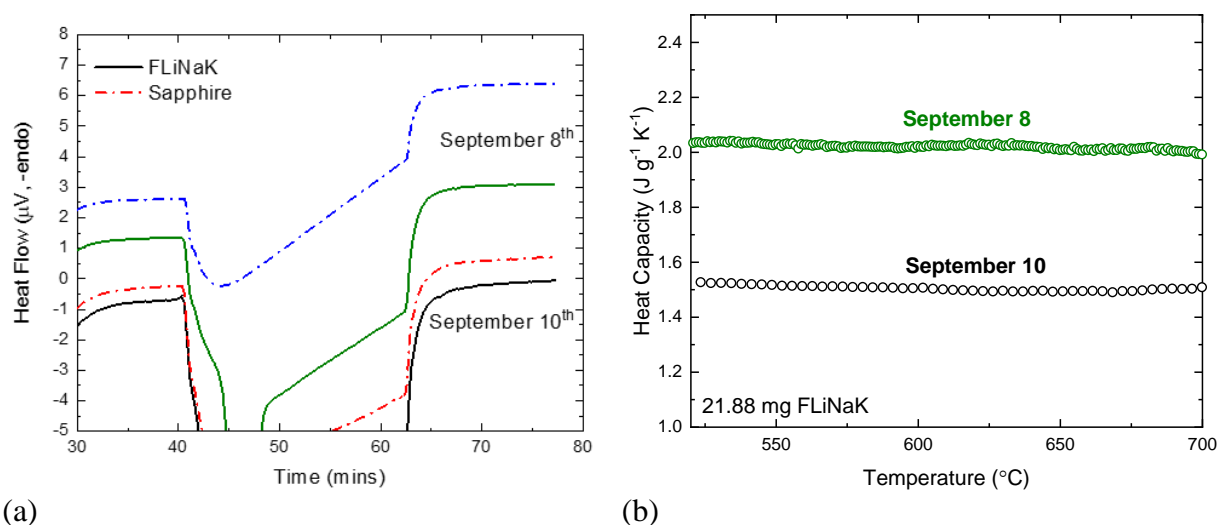 8
7
6
5
4
3
2
1
0
-1
-2
-3
-4
-5
30 40 50 60 70 80
Heat Flow (μV, -endo)
Time (mins)
FLiNaK
Sapphire
September 8th
September 10th
(a)
2.4
2.2
2.0
1.8
1.6
1.4
1.2
1.0
550 600 650 700
Heat Capacity (J g-1 K-1)
Temperature (°C)
September 8
September 10
21.88 mg FLiNaK
(b)